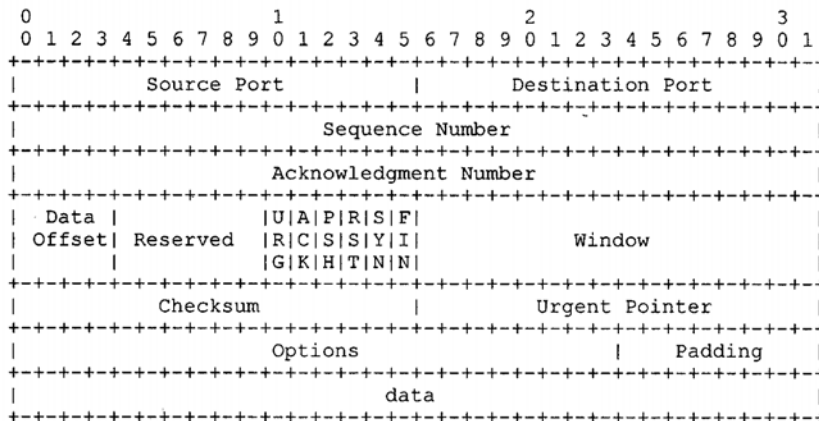 0                   1                   2                   3
0 1 2 3 4 5 6 7 8 9 0 1 2 3 4 5 6 7 8 9 0 1 2 3 4 5 6 7 8 9 0 1
+-+-+-+-+-+-+-+-+-+-+-+-+-+-+-+-+-+-+-+-+-+-+-+-+-+-+-+-+-+-+-+-
|          Source Port          |       Destination Port        |
+-+-+-+-+-+-+-+-+-+-+-+-+-+-+-+-+-+-+-+-+-+-+-+-+-+-+-+-+-+-+-+-
|                        Sequence Number                        |
+-+-+-+-+-+-+-+-+-+-+-+-+-+-+-+-+-+-+-+-+-+-+-+-+-+-+-+-+-+-+-+-
|                    Acknowledgment Number                      |
+-+-+-+-+-+-+-+-+-+-+-+-+-+-+-+-+-+-+-+-+-+-+-+-+-+-+-+-+-+-+-+-
|  Data |           |U|A|P|R|S|F|                               |
| Offset| Reserved  |R|C|S|S|Y|I|            Window             |
|       |           |G|K|H|T|N|N|                               |
+-+-+-+-+-+-+-+-+-+-+-+-+-+-+-+-+-+-+-+-+-+-+-+-+-+-+-+-+-+-+-+-
|           Checksum            |         Urgent Pointer        |
+-+-+-+-+-+-+-+-+-+-+-+-+-+-+-+-+-+-+-+-+-+-+-+-+-+-+-+-+-+-+-+-
|                    Options                    |    Padding    |
+-+-+-+-+-+-+-+-+-+-+-+-+-+-+-+-+-+-+-+-+-+-+-+-+-+-+-+-+-+-+-+-
|                             data                              |
+-+-+-+-+-+-+-+-+-+-+-+-+-+-+-+-+-+-+-+-+-+-+-+-+-+-+-+-+-+-+-+-